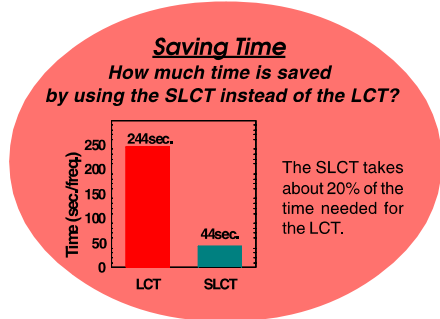 Saving Time
How much time is saved
by using the SLCT instead of the LCT?
Time (sec./freq.)
250
200
150
100
50
0
244sec.
44sec.
LCT
SLCT
The SLCT takes
about 20% of the
time needed for
the LCT.